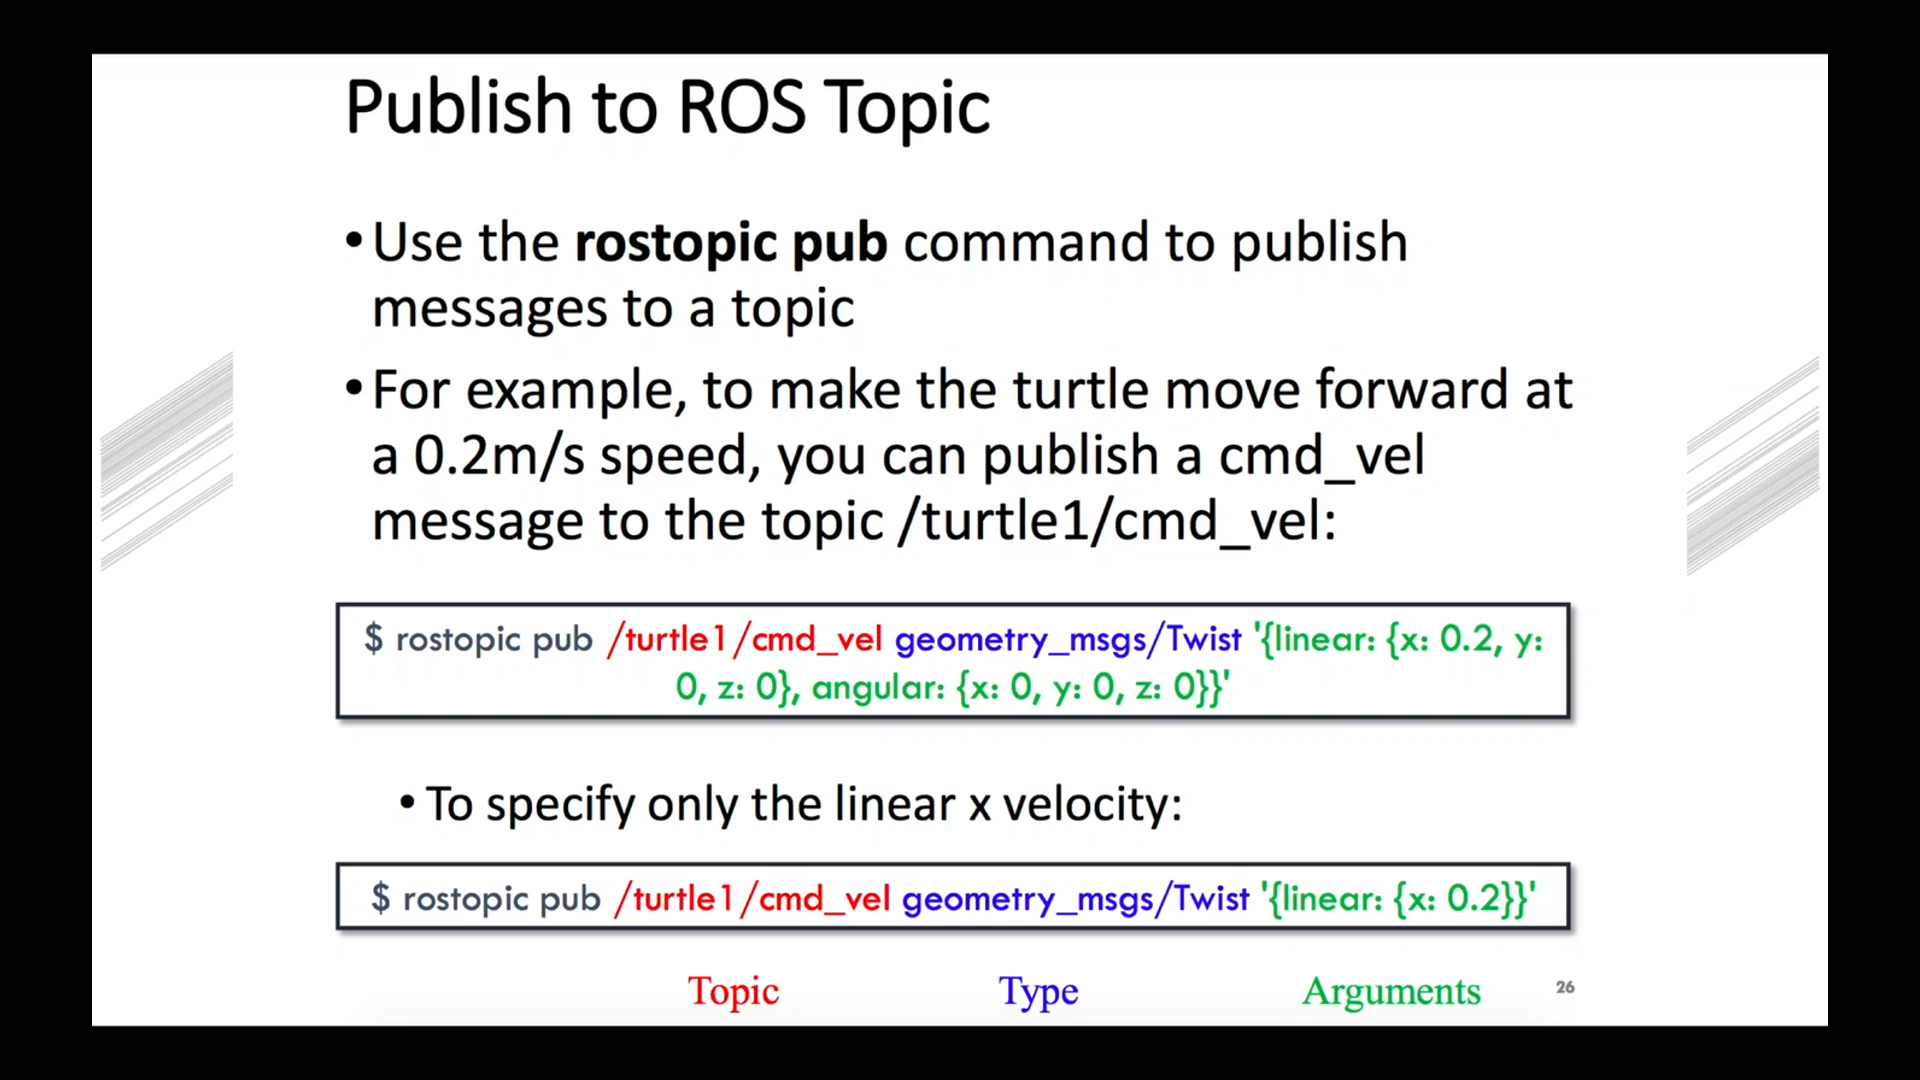 Publish to ROS Topic
•Use the rostopic pub command to publish
messages to a topic
•For example, to make the turtle move forward at
a 0.2m/s speed, you can publish a cmd_vel
message to the topic /turtle1/cmd_vel:
$ rostopic pub /turtle1/cmd_vel geometry_msgs/Twist '{linear: {x: 0.2, y:
0, z: 0}, angular: {x: 0, y: 0, z: 0}}'
• To specify only the linear x velocity:
$ rostopic pub /turtle1/cmd_vel geometry_msgs/Twist '{linear: {x: 0.2}}'
Topic Type Arguments 26